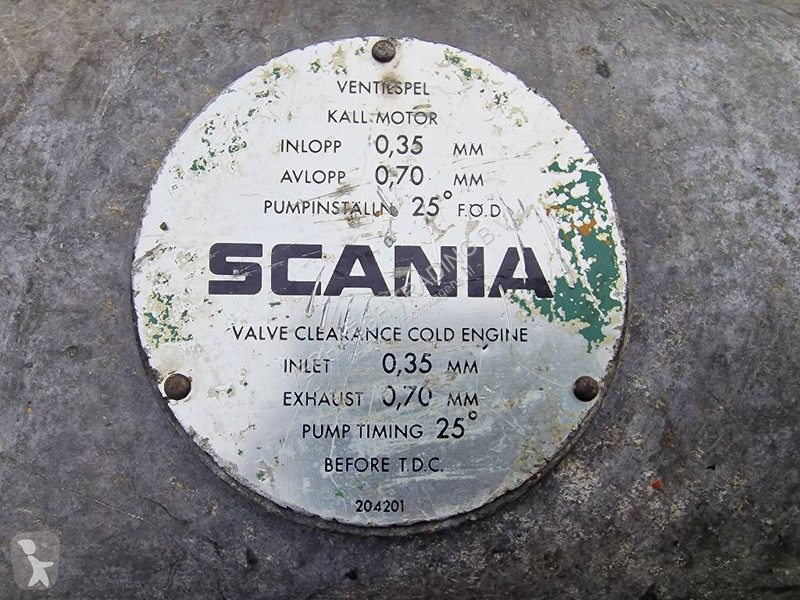 VENTILSPEL
KALL MOTOR
INLOPP 0,35 MM
AVLOPP 0,70 MM
PUMPINSTÄLLN. 25° F.Ö.D.
SCANIA
VALVE CLEARANCE COLD ENGINE
INLET 0,35 MM
EXHAUST 0,70 MM
PUMP TIMING 25°
BEFORE T.D.C.
204201